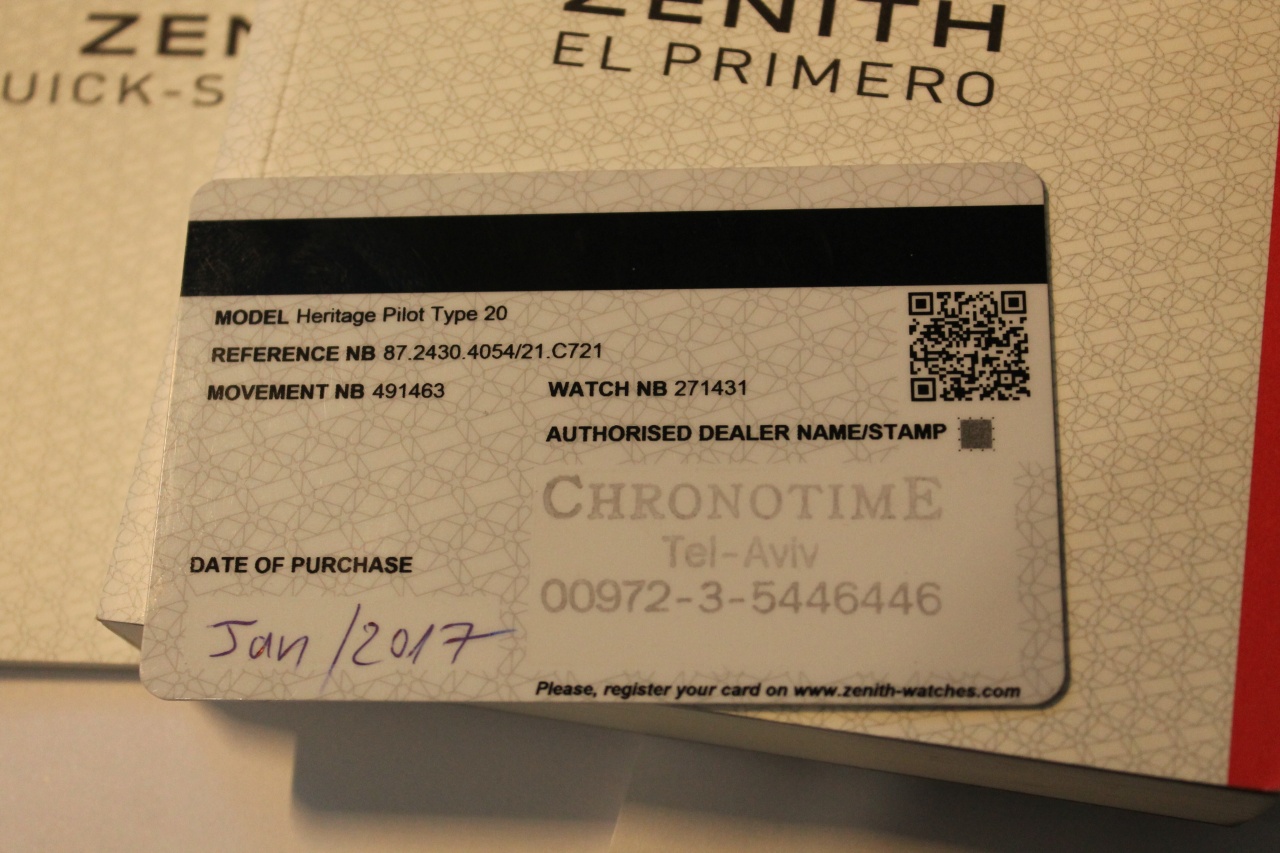 ZEN
UICK-S
ZENITH
EL PRIMERO
MODEL Heritage Pilot Type 20
REFERENCE NB 87.2430.4054/21.C721
MOVEMENT NB 491463 WATCH NB 271431
AUTHORISED DEALER NAME/STAMP
CHRONOTIME
Tel-Aviv
00972-3-5446446
DATE OF PURCHASE
Jan/2017
Please, register your card on www.zenith-watches.com